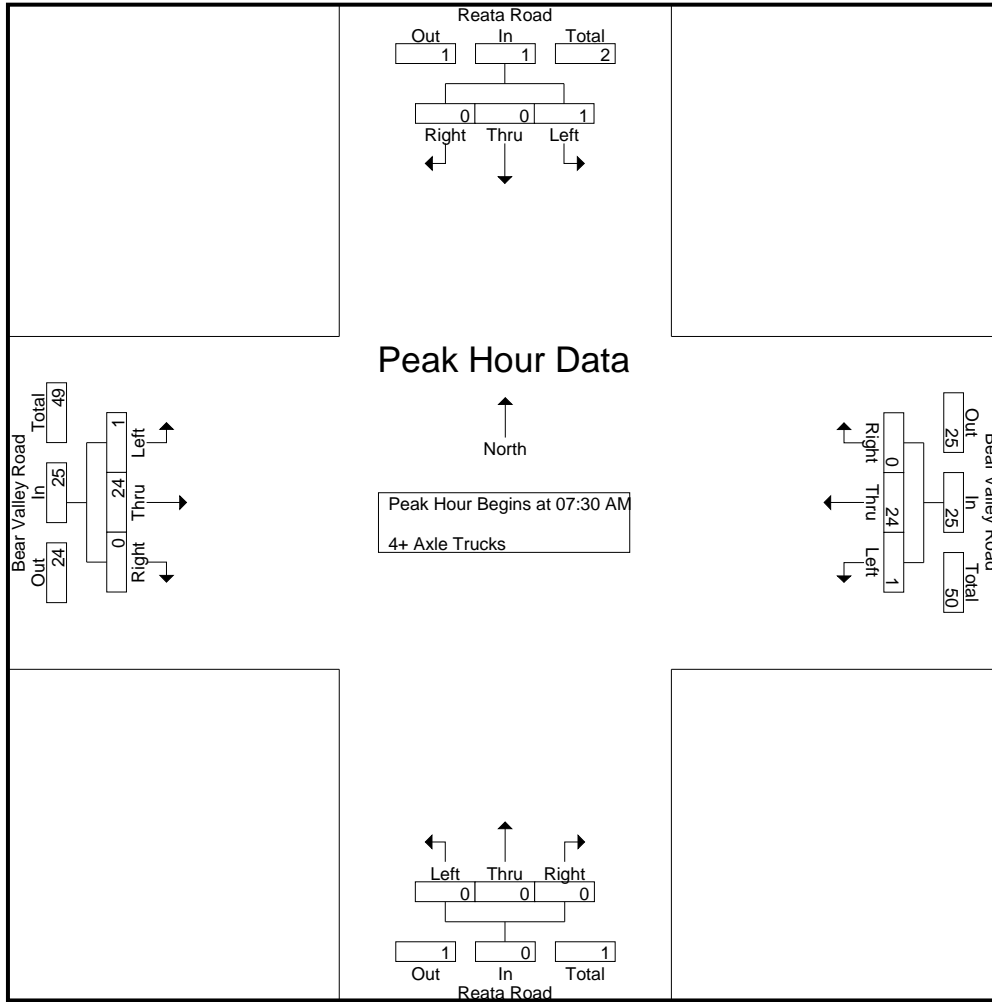 Reata Road
Out In Total
1 1 2
0 0 1
Right Thru Left
Peak Hour Data
North
Peak Hour Begins at 07:30 AM
4+ Axle Trucks
Bear Valley Road
Out In Total
24 25 49
Right Thru Left
0 24 1
Bear Valley Road
Out In Total
25 25 50
Right Thru Left
0 24 1
Left Thru Right
0 0 0
1 0 1
Out In Total
Reata Road